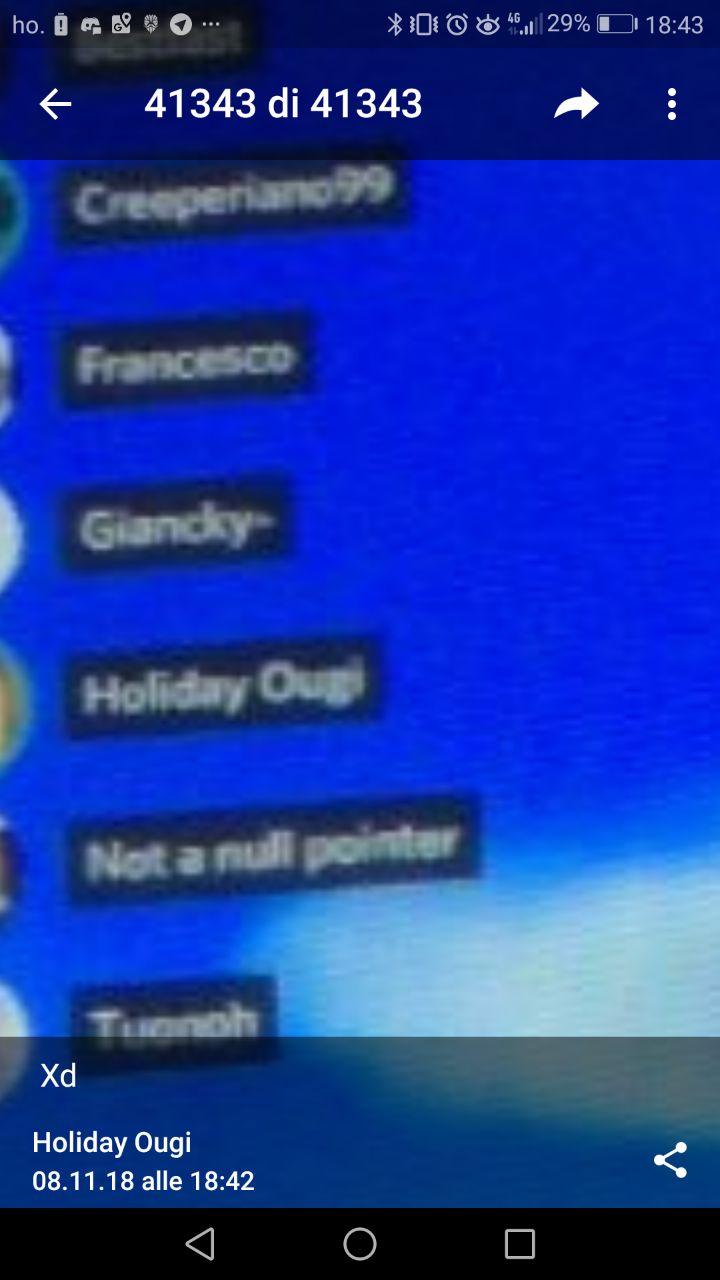 ho. 29% 18:43
41343 di 41343
Creeperiano99
Francesco
Giancky-
Holiday Ougi
Not a null pointer
Tuonoh
Xd
Holiday Ougi
08.11.18 alle 18:42